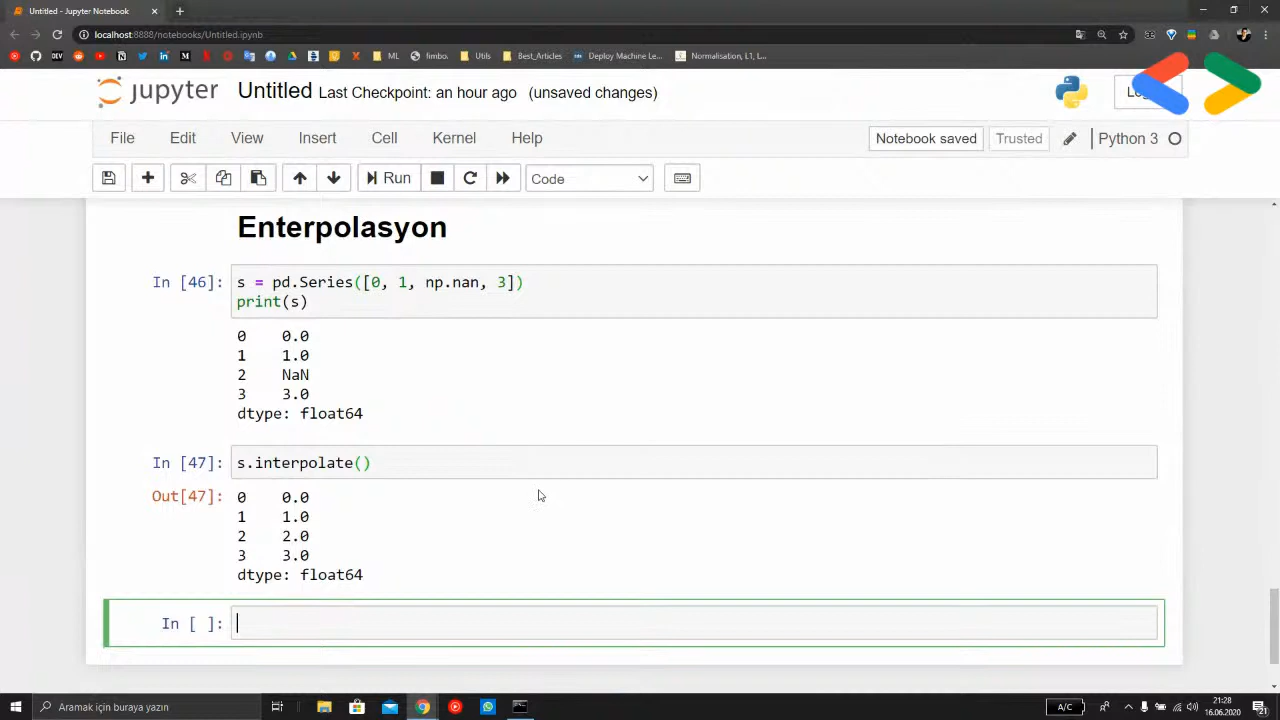 Untitled - Jupyter Notebook
localhost:8888/notebooks/Untitled.ipynb
DEV
ML
fimbo.
Utils
Best_Articles
Deploy Machine Le...
Normalisation, L1, L...
jupyter Untitled Last Checkpoint: an hour ago (unsaved changes)
File Edit View Insert Cell Kernel Help
Notebook saved
Trusted
Python 3
Run
Code
Enterpolasyon
In [46]: s = pd.Series([0, 1, np.nan, 3])
print(s)
0 0.0
1 1.0
2 NaN
3 3.0
dtype: float64
In [47]: s.interpolate()
Out[47]: 0 0.0
1 1.0
2 2.0
3 3.0
dtype: float64
In [ ]:
Aramak için buraya yazın
A/C
21:28
16.06.2020